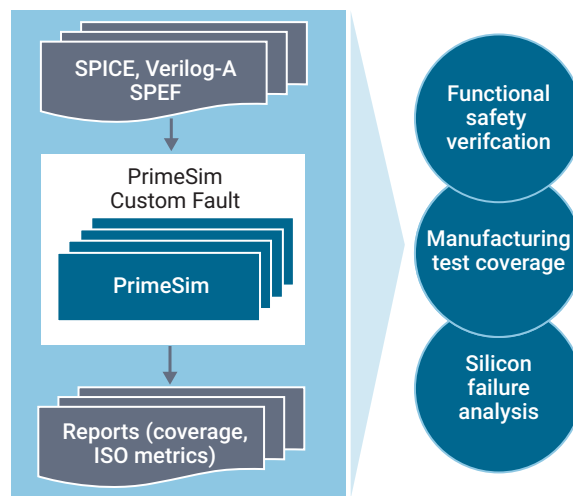 SPICE, Verilog-A
SPEF
PrimeSim
Custom Fault
PrimeSim
Reports (coverage,
ISO metrics)
Functional
safety
verifcation
Manufacturing
test coverage
Silicon
failure
analysis